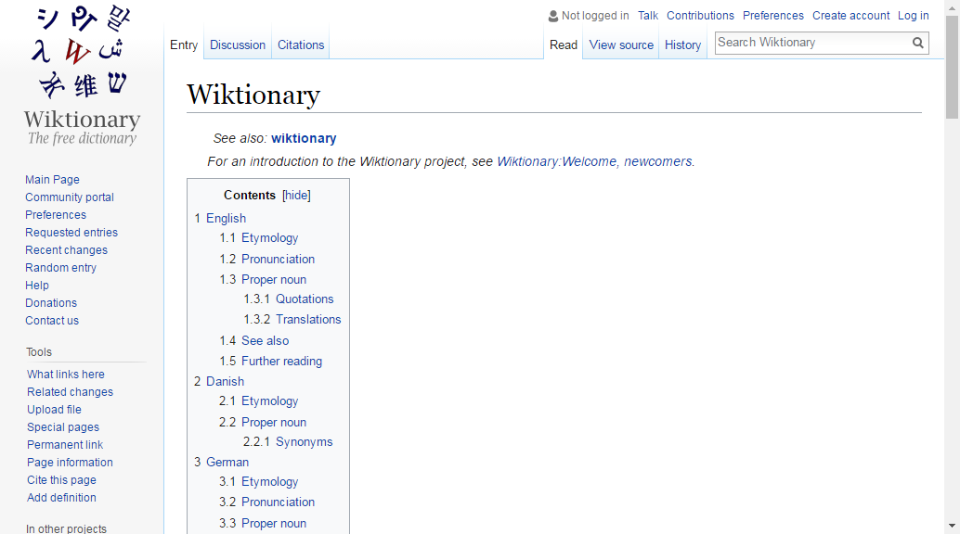 シ WP 말
λ W ش
维 ש
Wiktionary
The free dictionary
Main Page
Community portal
Preferences
Requested entries
Recent changes
Random entry
Help
Donations
Contact us
Tools
What links here
Related changes
Upload file
Special pages
Permanent link
Page information
Cite this page
Add definition
In other projects
Not logged in Talk Contributions Preferences Create account Log in
Entry Discussion Citations Read View source History Search Wiktionary
Wiktionary
See also: wiktionary
For an introduction to the Wiktionary project, see Wiktionary:Welcome, newcomers.
Contents [hide]
1 English
1.1 Etymology
1.2 Pronunciation
1.3 Proper noun
1.3.1 Quotations
1.3.2 Translations
1.4 See also
1.5 Further reading
2 Danish
2.1 Etymology
2.2 Proper noun
2.2.1 Synonyms
3 German
3.1 Etymology
3.2 Pronunciation
3.3 Proper noun